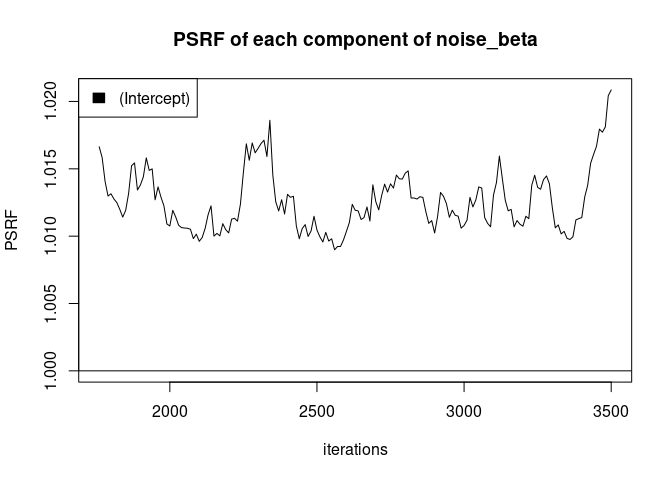 PSRF of each component of noise_beta
(Intercept)
PSRF
1.020
1.015
1.010
1.005
1.000
2000 2500 3000 3500
iterations